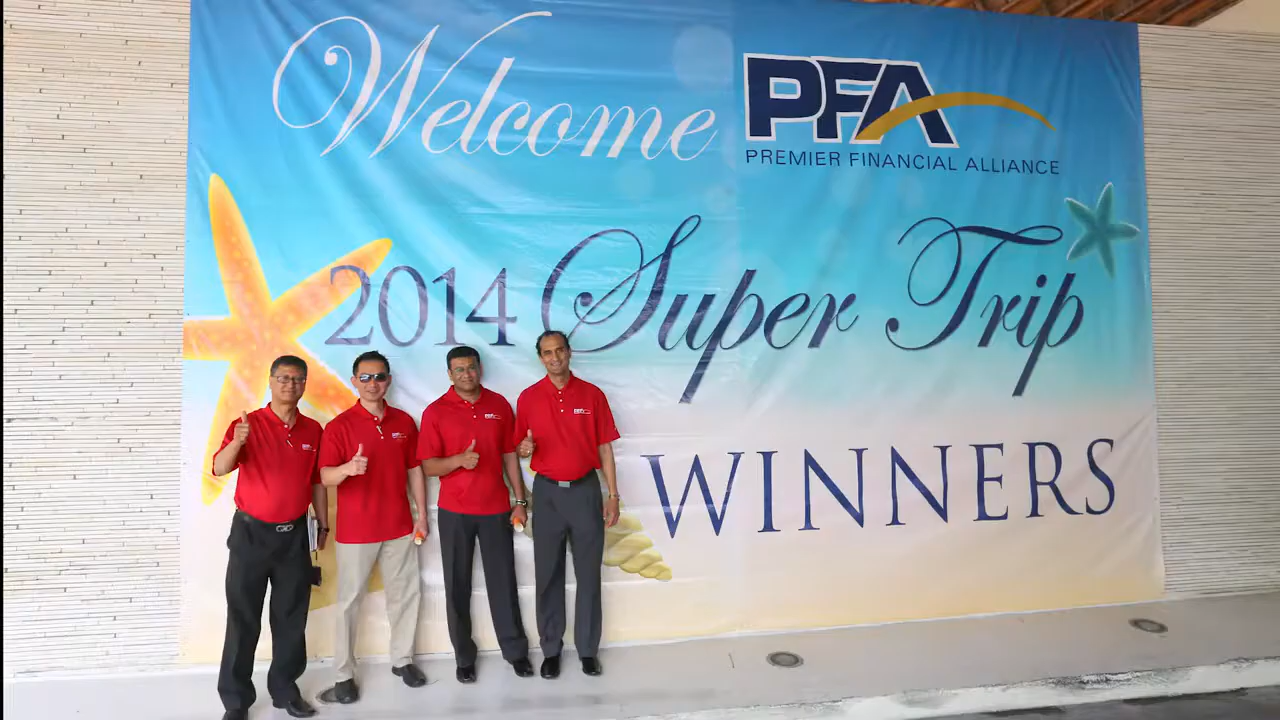 Welcome
PFA
PREMIER FINANCIAL ALLIANCE
2014 Super Trip
WINNERS